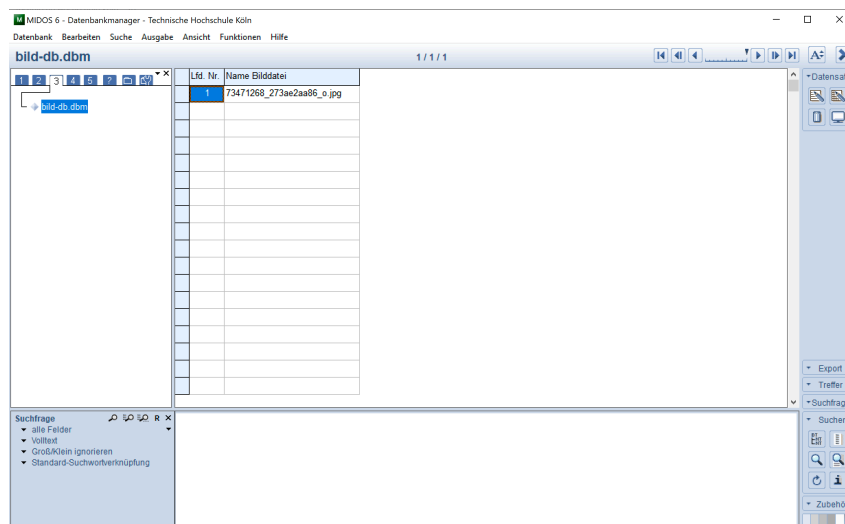 MIDOS 6 - Datenbankmanager - Technische Hochschule Köln
Datenbank Bearbeiten Suche Ausgabe Ansicht Funktionen Hilfe
bild-db.dbm 1 / 1 / 1
1 2 3 4 5 ?
bild-db.dbm
Lfd. Nr. Name Bilddatei
1 73471268_273ae2aa86_o.jpg
Datensat
Export
Treffer
Suchfrag
Suchen
Zubehö
Suchfrage R
alle Felder
Volltext
Groß/Klein ignorieren
Standard-Suchwortverknüpfung